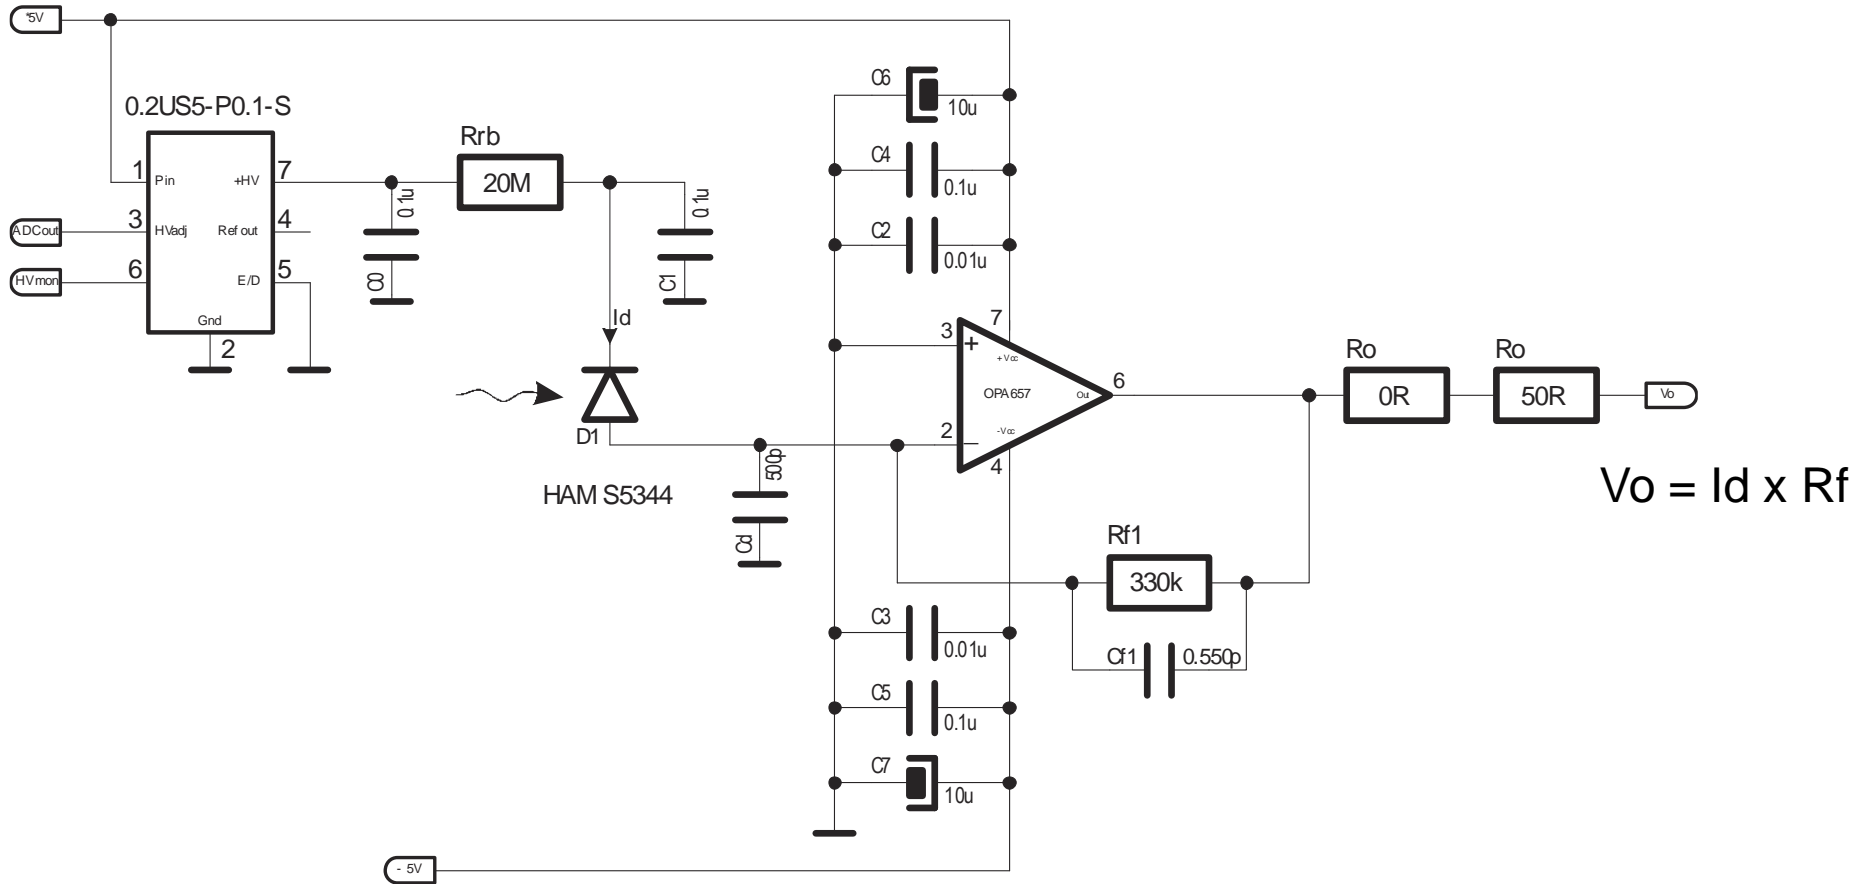 *5V
0.2US5-P0.1-S
1
Pin
+HV
7
ADCout
3
HVadj
Ref out
4
HVmon
6
E/D
5
Gnd
2
0.1u
C0
Rrb
20M
0.1u
C1
Id
D1
HAM S5344
500p
Cd
C6
10u
C4
0.1u
C2
0.01u
3
+
7
+Vcc
OPA657
Out
6
2
-Vcc
4
Ro
0R
Ro
50R
Vo
Vo = Id x Rf
Rf1
330k
Cf1
0.550p
C3
0.01u
C5
0.1u
C7
10u
- 5V